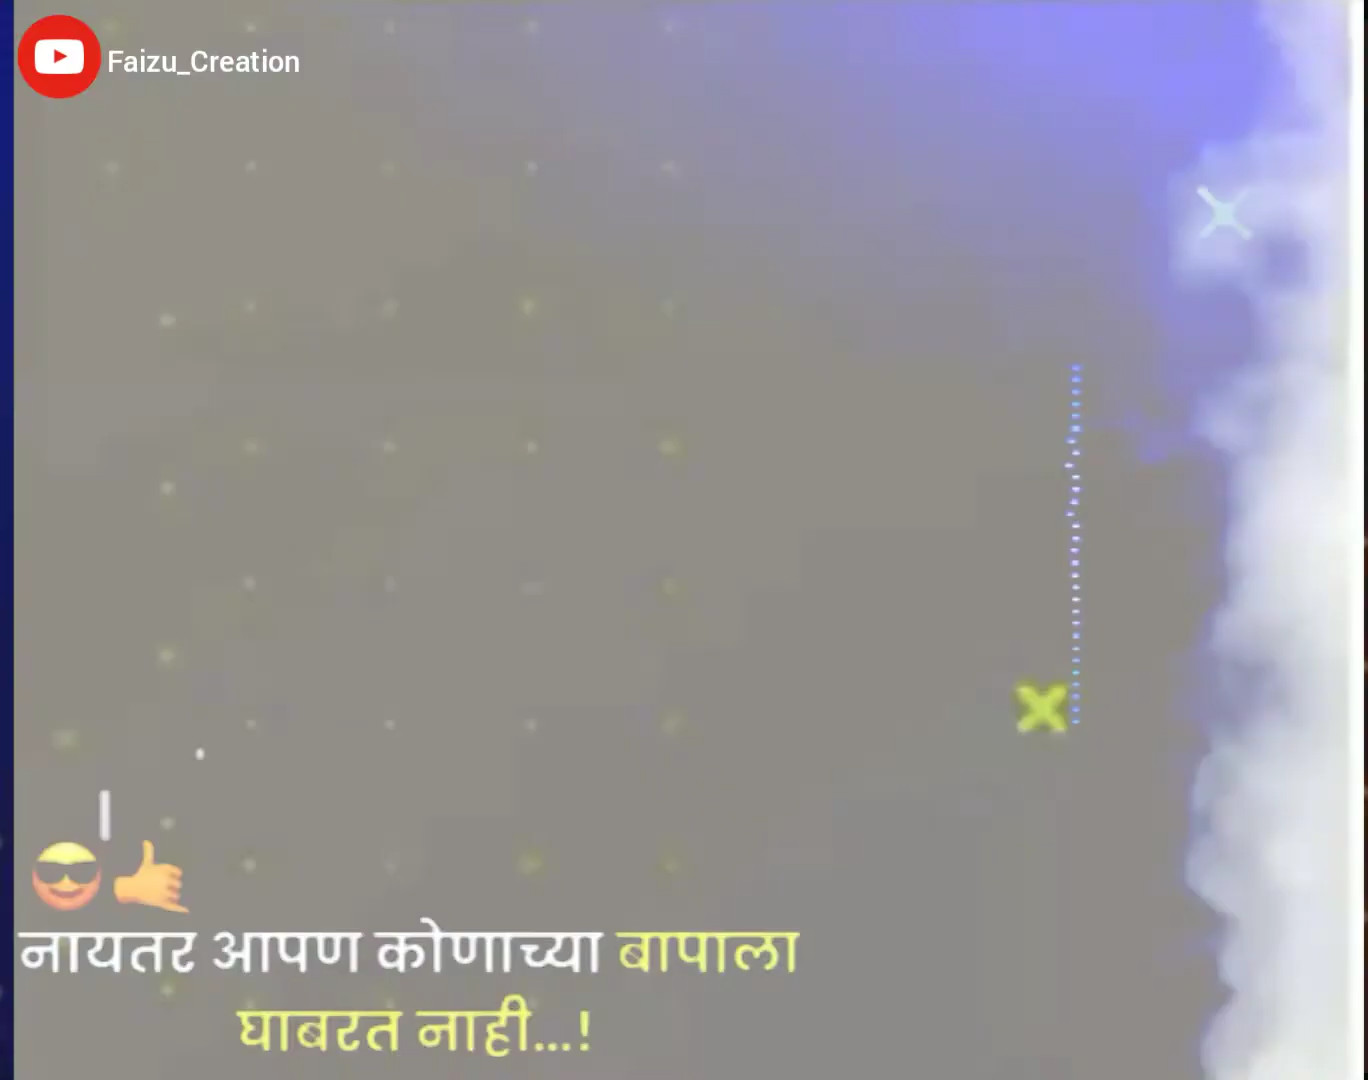 Faizu_Creation
😎🤙
नायतर आपण कोणाच्या बापाला
घाबरत नाही...!